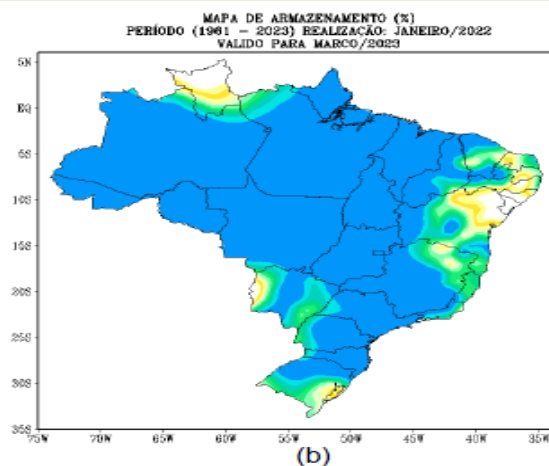 MAPA DE ARMAZENAMENTO (%)
PERÍODO (1961 - 2023) REALIZAÇÃO: JANEIRO/2022
VALIDO PARA MARCO/2023
5N
EQ
5S
10S
15S
20S
25S
30S
35S
75W 70W 65W 60W 55W 50W 45W 40W 35W
(b)